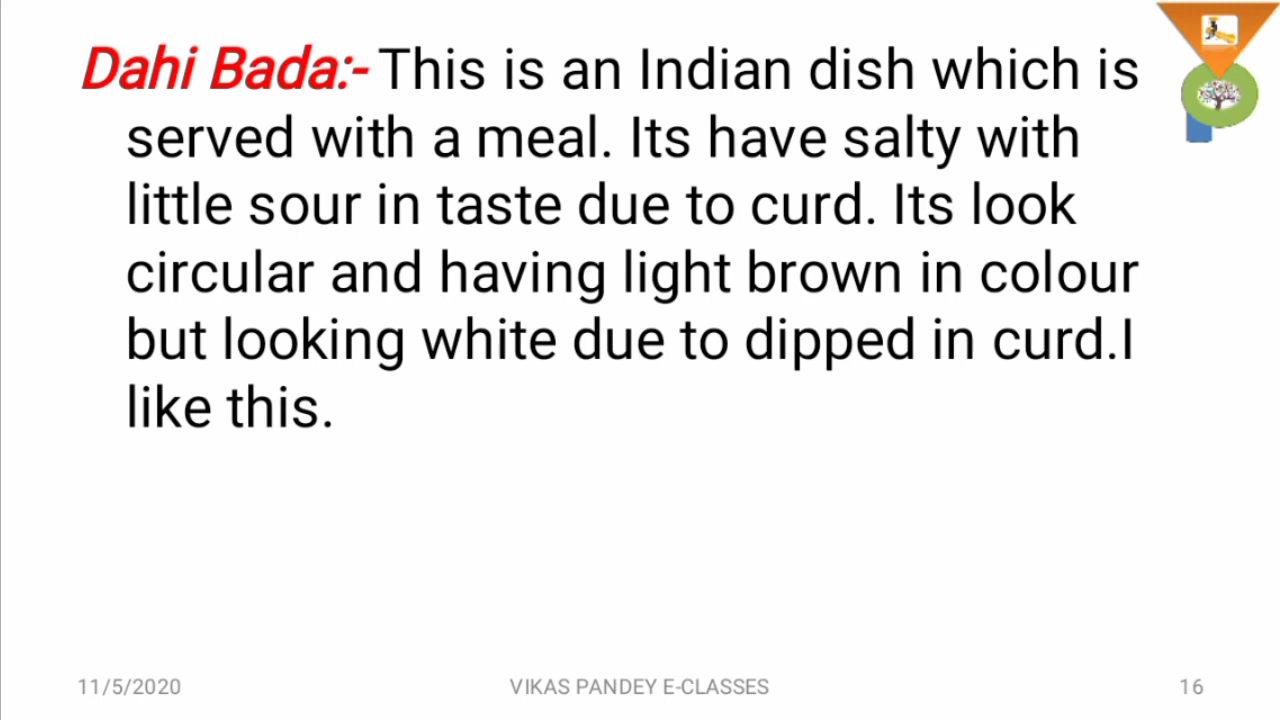 Dahi Bada:- This is an Indian dish which is
served with a meal. Its have salty with
little sour in taste due to curd. Its look
circular and having light brown in colour
but looking white due to dipped in curd.I
like this.
11/5/2020 VIKAS PANDEY E-CLASSES 16